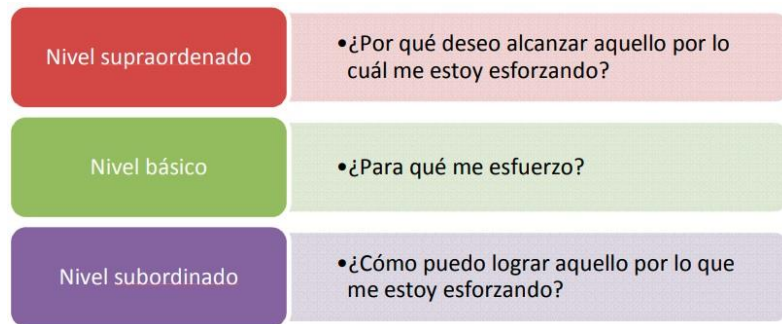 Nivel supraordenado
•¿Por qué deseo alcanzar aquello por lo
cuál me estoy esforzando?
Nivel básico
•¿Para qué me esfuerzo?
Nivel subordinado
•¿Cómo puedo lograr aquello por lo que
me estoy esforzando?